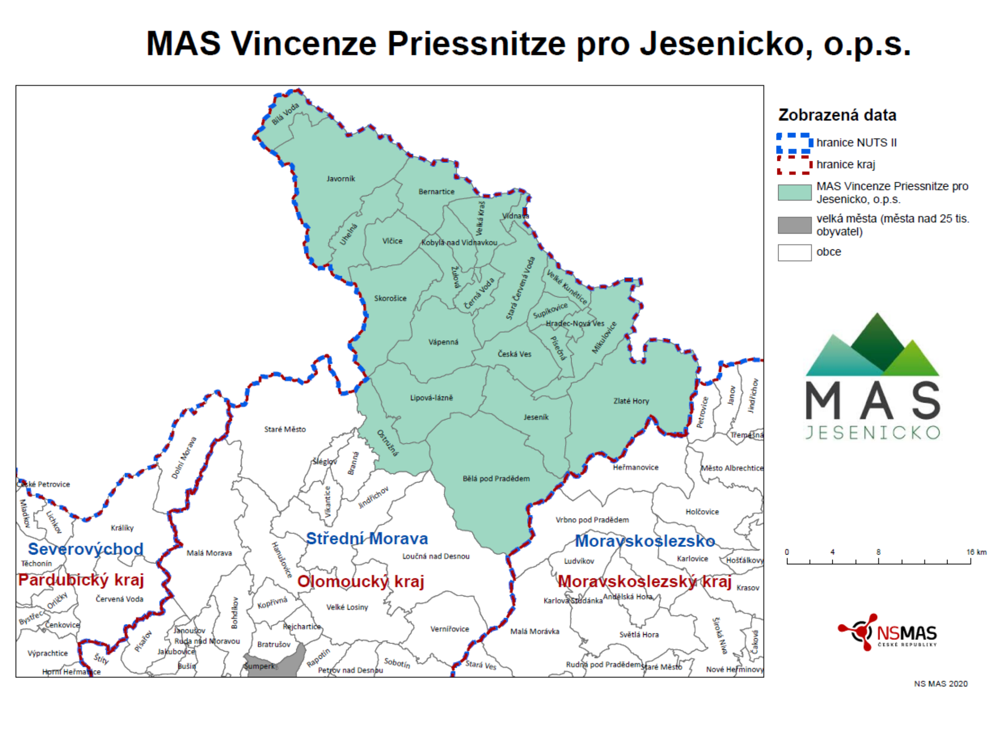 MAS Vincenze Priessnitze pro Jesenicko, o.p.s.
Zobrazená data
hranice NUTS II
hranice kraj
MAS Vincenze Priessnitze pro
Jesenicko, o.p.s.
velká města (města nad 25 tis.
obyvatel)
obce
Bílá Voda
Javorník
Bernartice
Velká Kraš
Vidnava
Uhelná
Vlčice
Kobylá nad Vidnavkou
Žulová
Černá Voda
Stará Červená Voda
Velké Kunětice
Skorošice
Supíkovice
Hradec-Nová Ves
Mikulovice
Písečná
Vápenná
Česká Ves
Lipová-lázně
Zlaté Hory
Jeseník
Ostružná
Bělá pod Pradědem
Petrovice
Janov
Jindřichov
Třemešná
Staré Město
Dolní Morava
Šléglov
Branná
Heřmanovice
Město Albrechtice
České Petrovice
Mladkov
Lichkov
Vikantice
Jindřichov
Holčovice
Vrbno pod Pradědem
Králíky
Severovýchod
Střední Morava
Moravskoslezsko
Malá Morava
Hanušovice
Loučná nad Desnou
Ludvíkov
Karlovice
Hošťálkovy
Těchonín
Pardubický kraj
Olomoucký kraj
Moravskoslezský kraj
Krasov
Orličky
Červená Voda
Kopřivná
Velké Losiny
Karlova Studánka
Andělská Hora
Bystřec
Čenkovice
Bohdíkov
Janoušov
Rejchartice
Vernířovice
Malá Morávka
Světlá Hora
Široká Niva
Čaková
Písařov
Ruda nad Moravou
Bratrušov
Výprachtice
Štíty
Jakubovice
Bušín
Šumperk
Rapotín
Petrov nad Desnou
Sobotín
Stará Ves
Rudná pod Pradědem
Staré Město
Nové Heřminovy
Horní Heřmanice
MAS
JESENICKO
0 4 8 16 km
NSMAS
ČESKÉ REPUBLIKY
NS MAS 2020